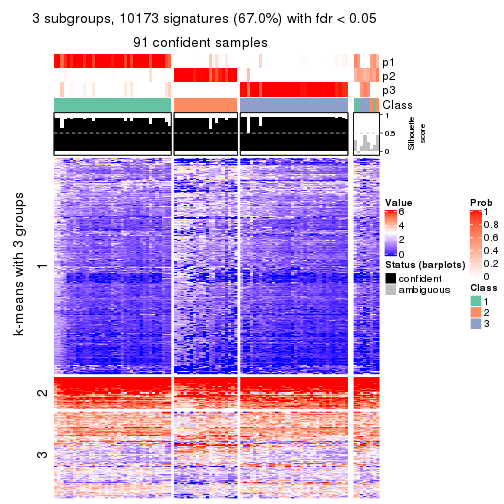 3 subgroups, 10173 signatures (67.0%) with fdr < 0.05
91 confident samples
p1
p2
p3
Class
1
0.5
0
Silhouette
score
k-means with 3 groups
1
2
3
Value
6
4
2
0
Status (barplots)
confident
ambiguous
Prob
1
0.8
0.6
0.4
0.2
0
Class
1
2
3